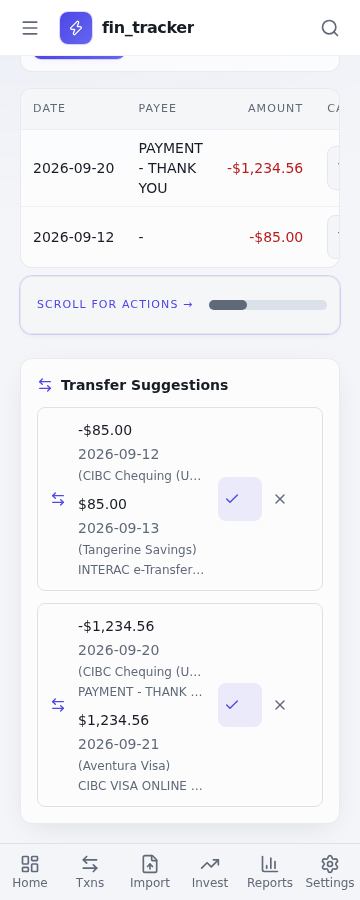 fin_tracker
DATE PAYEE AMOUNT CA
2026-09-20 PAYMENT - THANK YOU -$1,234.56
2026-09-12 - -$85.00
SCROLL FOR ACTIONS →
Transfer Suggestions
-$85.00
2026-09-12
(CIBC Chequing (U...
$85.00
2026-09-13
(Tangerine Savings)
INTERAC e-Transfer...
-$1,234.56
2026-09-20
(CIBC Chequing (U...
PAYMENT - THANK ...
$1,234.56
2026-09-21
(Aventura Visa)
CIBC VISA ONLINE ...
Home Txns Import Invest Reports Settings